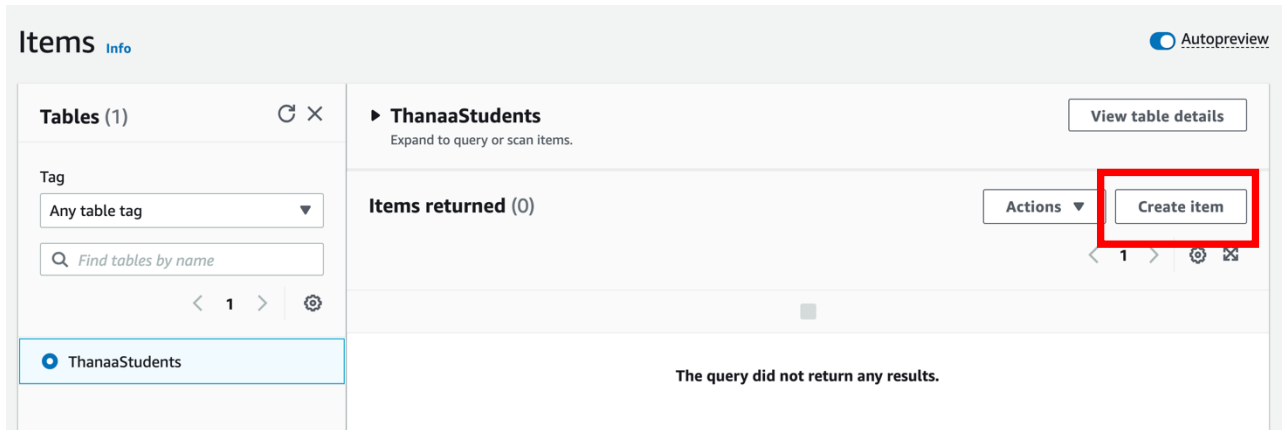 Items Info
Autopreview
Tables (1)
Tag
Any table tag
Find tables by name
1
ThanaaStudents
ThanaaStudents
Expand to query or scan items.
View table details
Items returned (0)
Actions
Create item
1
The query did not return any results.